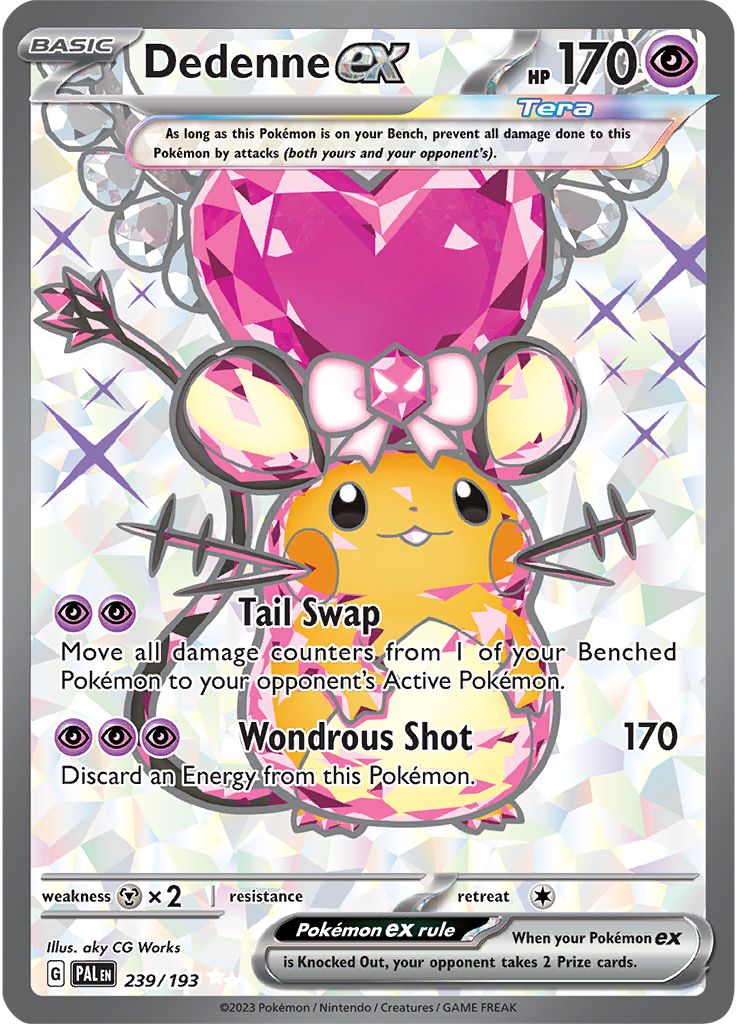 BASIC
Dedenne ex
HP 170
Tera
As long as this Pokémon is on your Bench, prevent all damage done to this
Pokémon by attacks (both yours and your opponent's).
Tail Swap
Move all damage counters from 1 of your Benched
Pokémon to your opponent's Active Pokémon.
Wondrous Shot 170
Discard an Energy from this Pokémon.
weakness ×2 resistance retreat
Illus. aky CG Works
Pokémon ex rule When your Pokémon ex
is Knocked Out, your opponent takes 2 Prize cards.
G PAL EN 239/193
©2023 Pokémon / Nintendo / Creatures / GAME FREAK